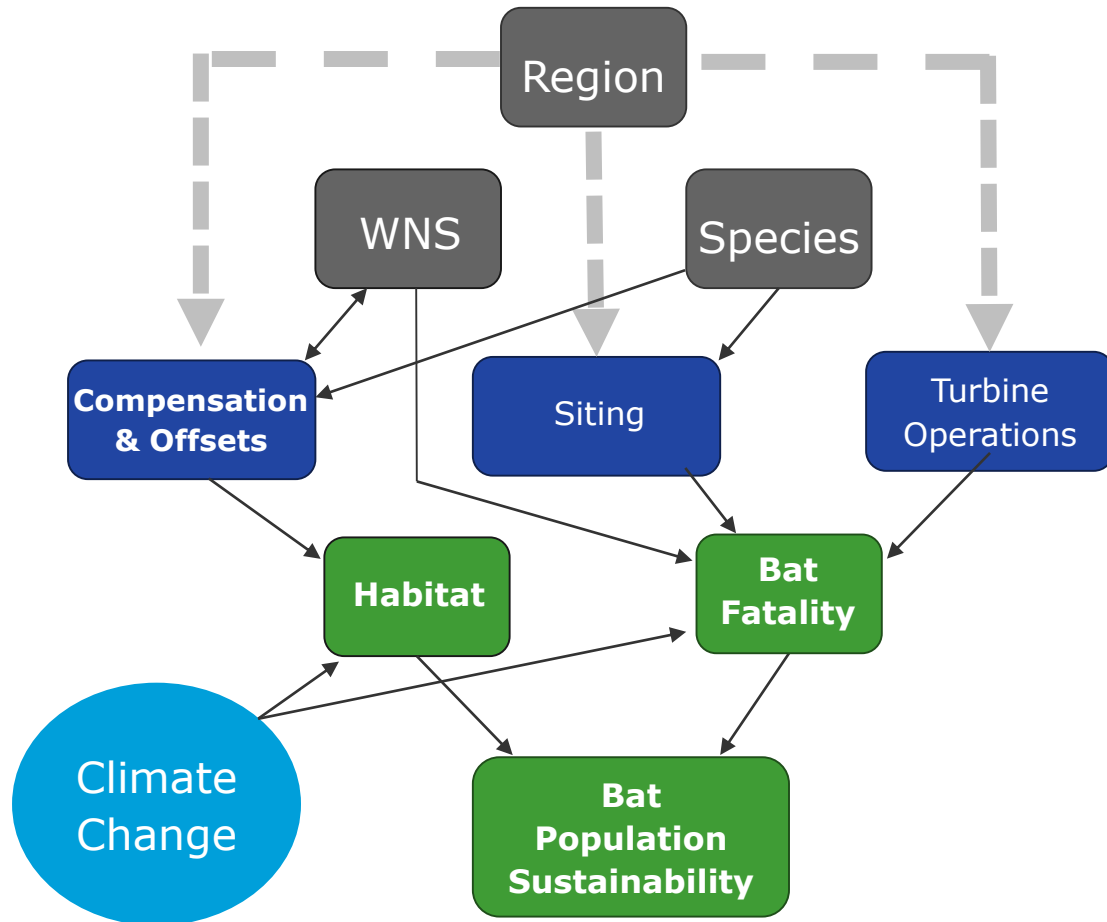 Region
WNS
Species
Compensation
& Offsets
Siting
Turbine
Operations
Habitat
Bat
Fatality
Climate
Change
Bat
Population
Sustainability